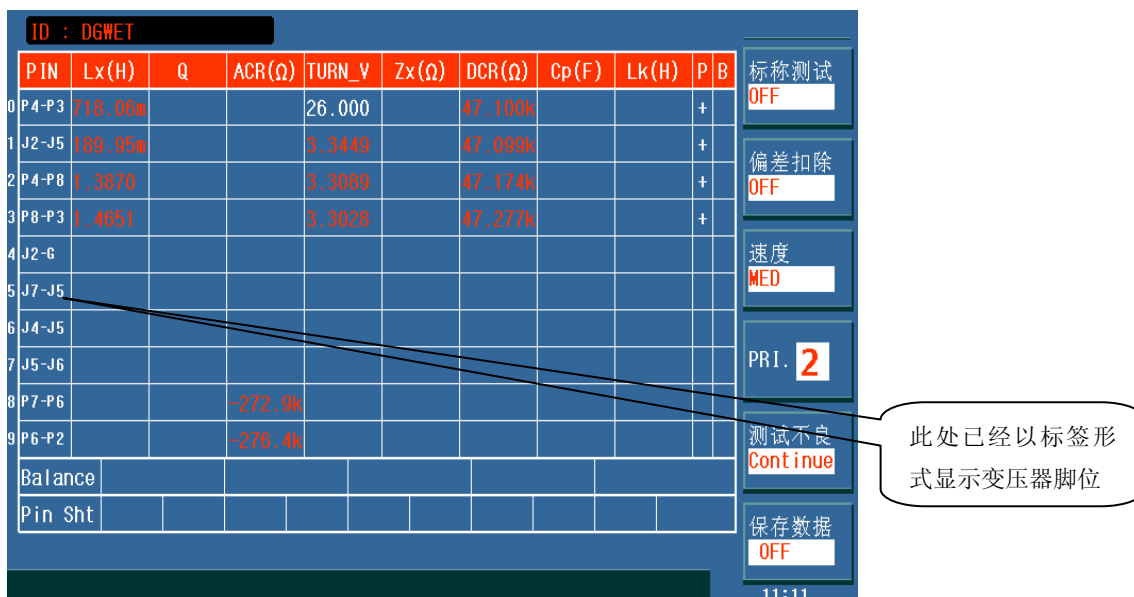 ID : DGWET
PIN Lx(H) Q ACR(Ω) TURN_V Zx(Ω) DCR(Ω) Cp(F) Lk(H) P B
0 P4-P3 718.06m 26.000 47.100k +
1 J2-J5 189.95m 3.3449 47.099k +
2 P4-P8 1.3870 3.3089 47.174k +
3 P8-P3 1.4651 3.3028 47.277k +
4 J2-G
5 J7-J5
6 J4-J5
7 J5-J6
8 P7-P6 -272.9k
9 P6-P2 -276.4k
Balance
Pin Sht
标称测试
OFF
偏差扣除
OFF
速度
MED
PRI. 2
测试不良
Continue
保存数据
OFF
11:11
此处已经以标签形
式显示变压器脚位